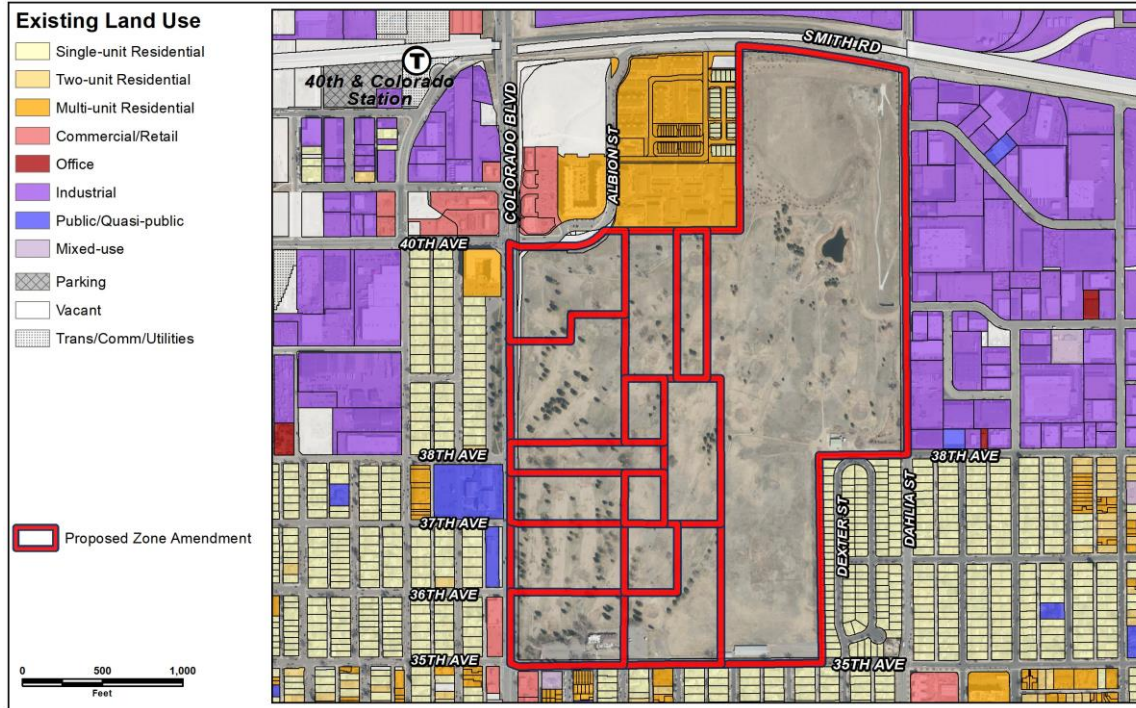 Existing Land Use
Single-unit Residential
Two-unit Residential
Multi-unit Residential
Commercial/Retail
Office
Industrial
Public/Quasi-public
Mixed-use
Parking
Vacant
Trans/Comm/Utilities
Proposed Zone Amendment
0 500 1,000
Feet
T
40th & Colorado
Station
COLORADO BLVD
ALBION ST
SMITH RD
40TH AVE
38TH AVE
38TH AVE
37TH AVE
DEXTER ST
DAHLIA ST
36TH AVE
35TH AVE
35TH AVE